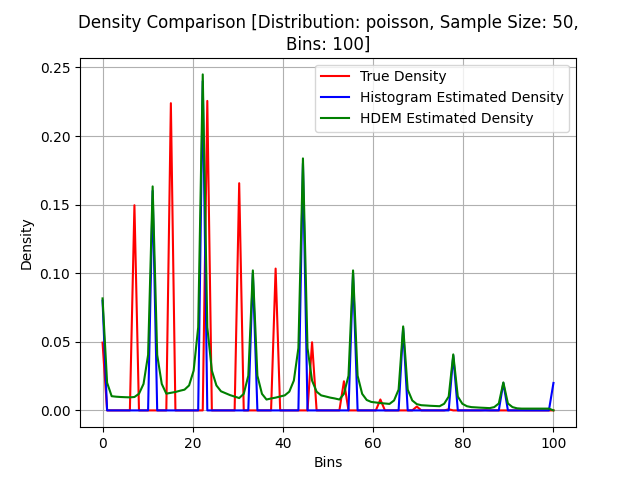 Density Comparison [Distribution: poisson, Sample Size: 50,
Bins: 100]
True Density
Histogram Estimated Density
HDEM Estimated Density
Density
0.25
0.20
0.15
0.10
0.05
0.00
0
20
40
60
80
100
Bins